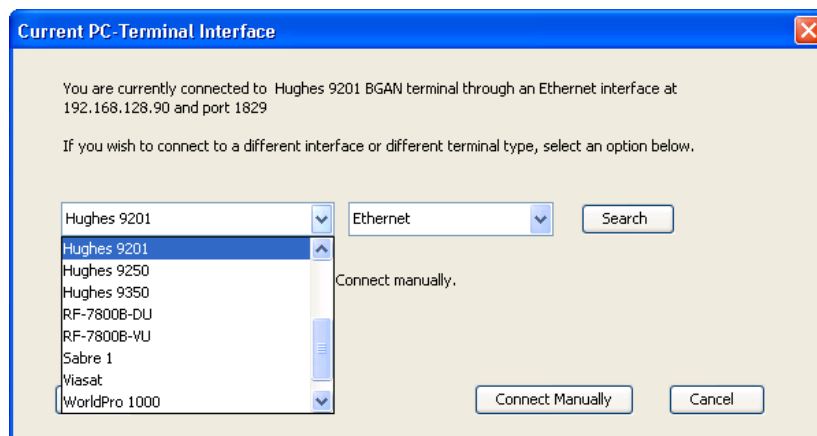 Current PC-Terminal Interface
You are currently connected to Hughes 9201 BGAN terminal through an Ethernet interface at
192.168.128.90 and port 1829
If you wish to connect to a different interface or different terminal type, select an option below.
Hughes 9201
Ethernet
Search
Hughes 9201
Hughes 9250
Hughes 9350
Connect manually.
RF-7800B-DU
RF-7800B-VU
Sabre 1
Viasat
WorldPro 1000
Connect Manually
Cancel